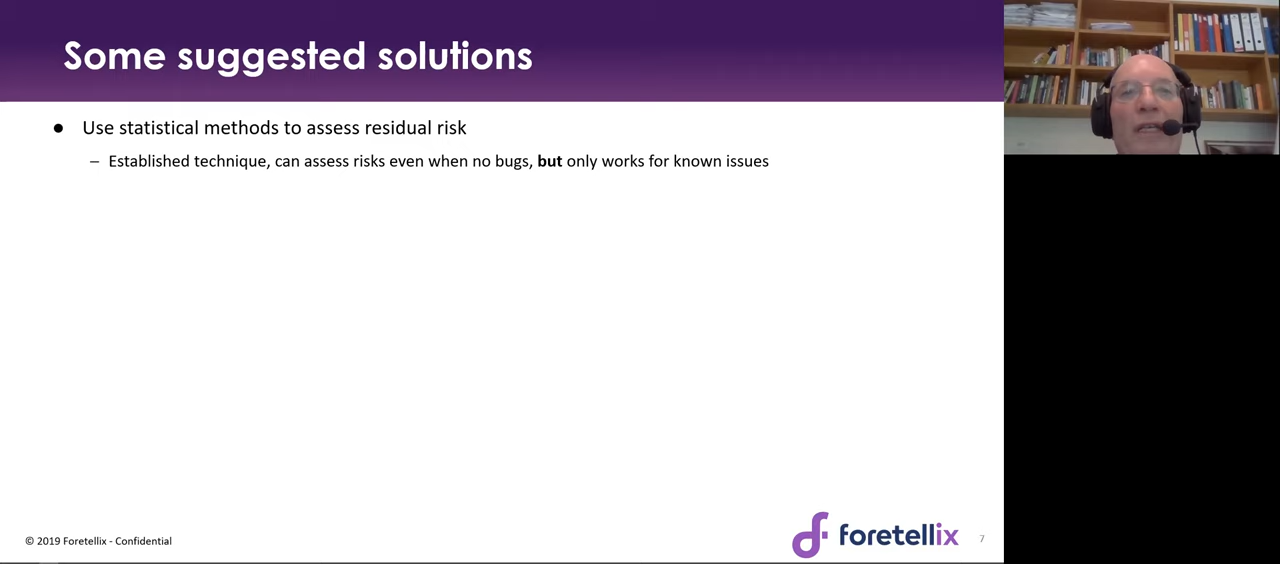 Some suggested solutions
● Use statistical methods to assess residual risk
– Established technique, can assess risks even when no bugs, but only works for known issues
© 2019 Foretellix - Confidential
foretellix
7